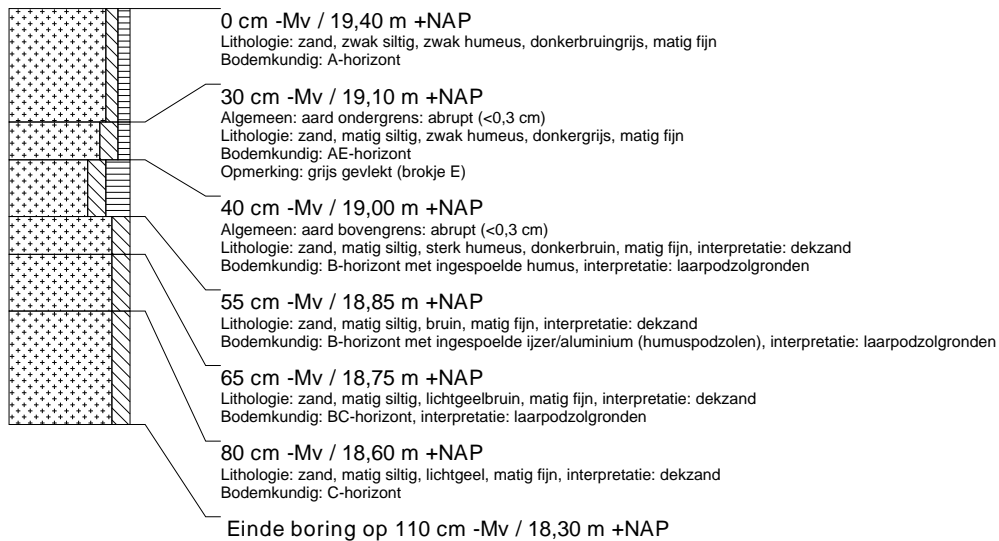 0 cm -Mv / 19,40 m +NAP
Lithologie: zand, zwak siltig, zwak humeus, donkerbruingrijs, matig fijn
Bodemkundig: A-horizont
30 cm -Mv / 19,10 m +NAP
Algemeen: aard ondergrens: abrupt (<0,3 cm)
Lithologie: zand, matig siltig, zwak humeus, donkergrijs, matig fijn
Bodemkundig: AE-horizont
Opmerking: grijs gevlekt (brokje E)
40 cm -Mv / 19,00 m +NAP
Algemeen: aard bovengrens: abrupt (<0,3 cm)
Lithologie: zand, matig siltig, sterk humeus, donkerbruin, matig fijn, interpretatie: dekzand
Bodemkundig: B-horizont met ingespoelde humus, interpretatie: laarpodzolgronden
55 cm -Mv / 18,85 m +NAP
Lithologie: zand, matig siltig, bruin, matig fijn, interpretatie: dekzand
Bodemkundig: B-horizont met ingespoelde ijzer/aluminium (humuspodzolen), interpretatie: laarpodzolgronden
65 cm -Mv / 18,75 m +NAP
Lithologie: zand, matig siltig, lichtgeelbruin, matig fijn, interpretatie: dekzand
Bodemkundig: BC-horizont, interpretatie: laarpodzolgronden
80 cm -Mv / 18,60 m +NAP
Lithologie: zand, matig siltig, lichtgeel, matig fijn, interpretatie: dekzand
Bodemkundig: C-horizont
Einde boring op 110 cm -Mv / 18,30 m +NAP